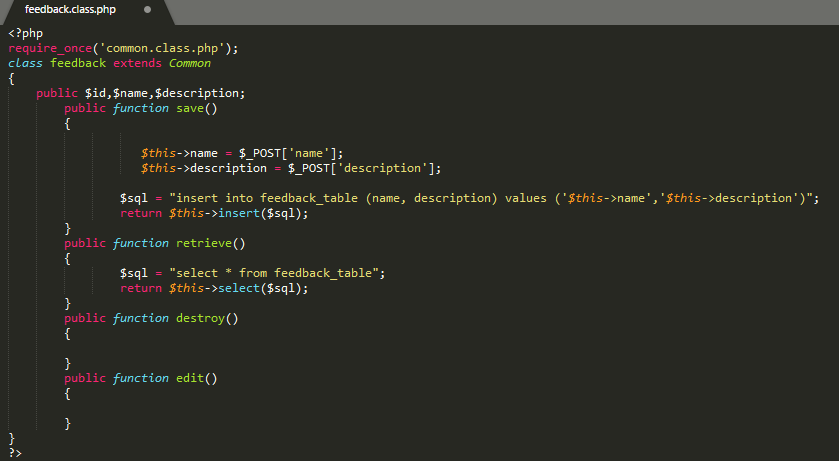 feedback.class.php
<?php
require_once('common.class.php');
class feedback extends Common
{
public $id,$name,$description;
public function save()
{
$this->name = $_POST['name'];
$this->description = $_POST['description'];
$sql = "insert into feedback_table (name, description) values ('$this->name','$this->description')";
return $this->insert($sql);
}
public function retrieve()
{
$sql = "select * from feedback_table";
return $this->select($sql);
}
public function destroy()
{
}
public function edit()
{
}
}
?>